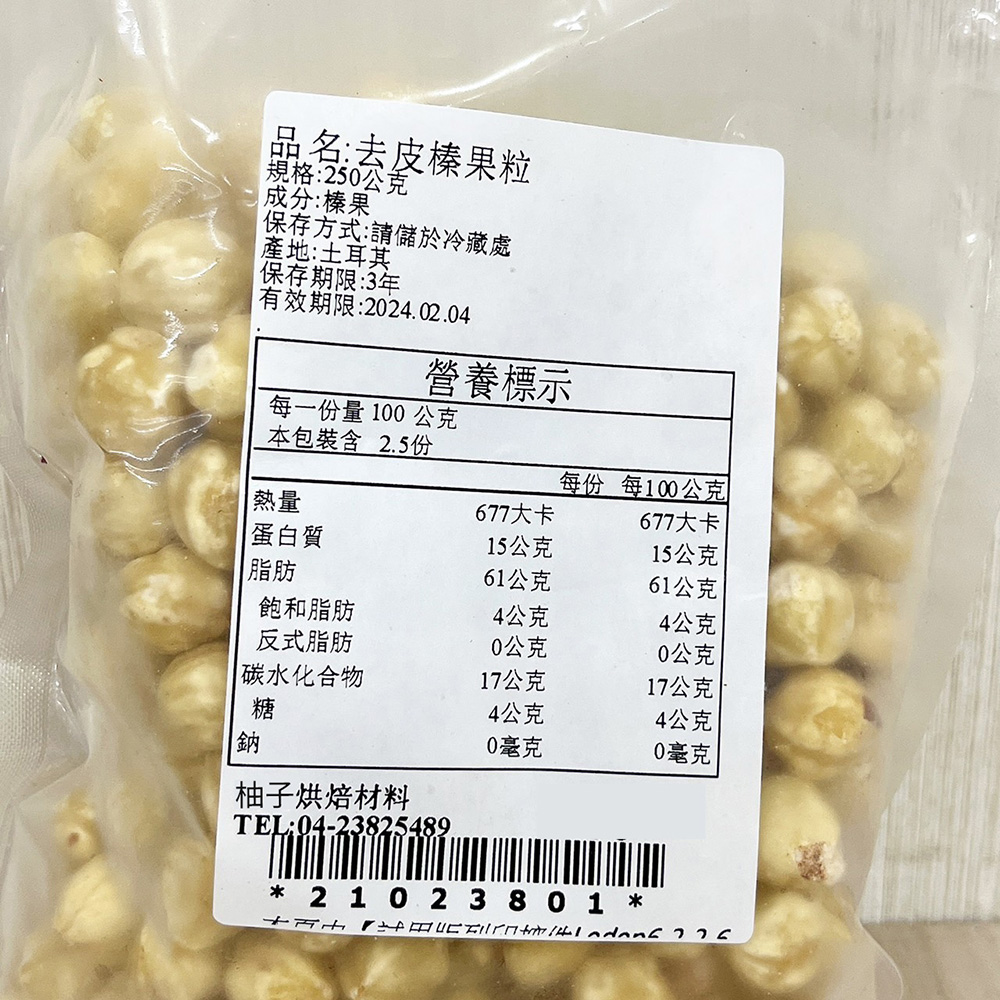 品 名:去皮榛果粒
規格:250公克
成分:榛果
保存方式:請儲於冷藏處
產地:土耳其
保存期限:3年
有效期限:2024.02.04
營養標示
每一份量 100 公克
本包裝含 2.5份
每份 每100公克
熱量 677大卡 677大卡
蛋白質 15公克 15公克
脂肪 61公克 61公克
飽和脂肪 4公克 4公克
反式脂肪 0公克 0公克
碳水化合物 17公克 17公克
糖 4公克 4公克
鈉 0毫克 0毫克
柚子烘焙材料
TEL:04-23825489
*21023801*